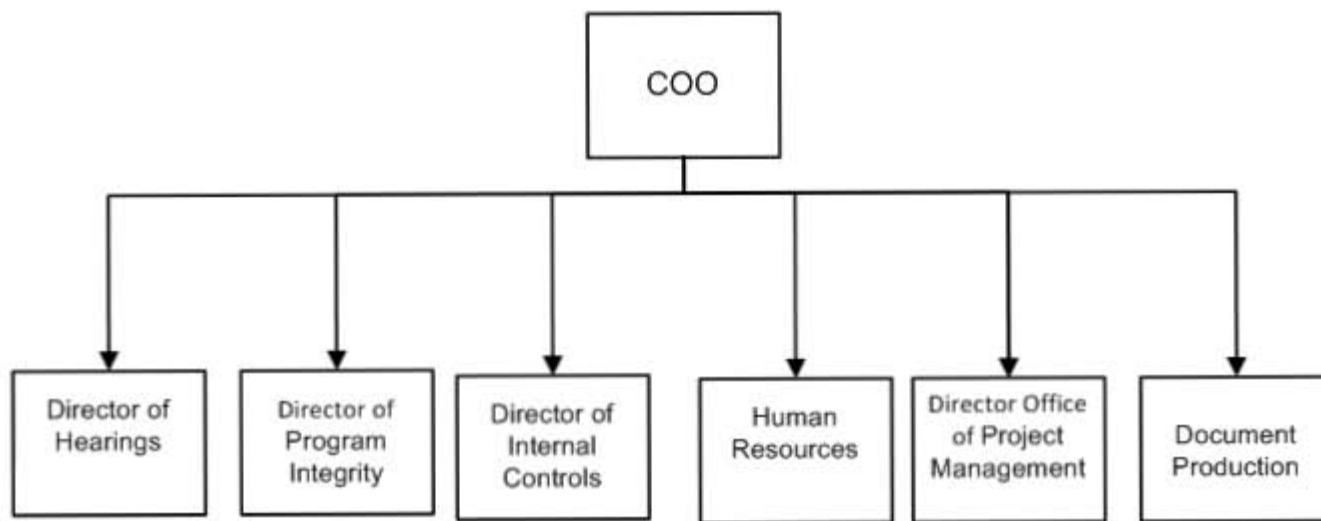 COO
Director of
Hearings
Director of
Program
Integrity
Director of
Internal
Controls
Human
Resources
Director Office
of Project
Management
Document
Production